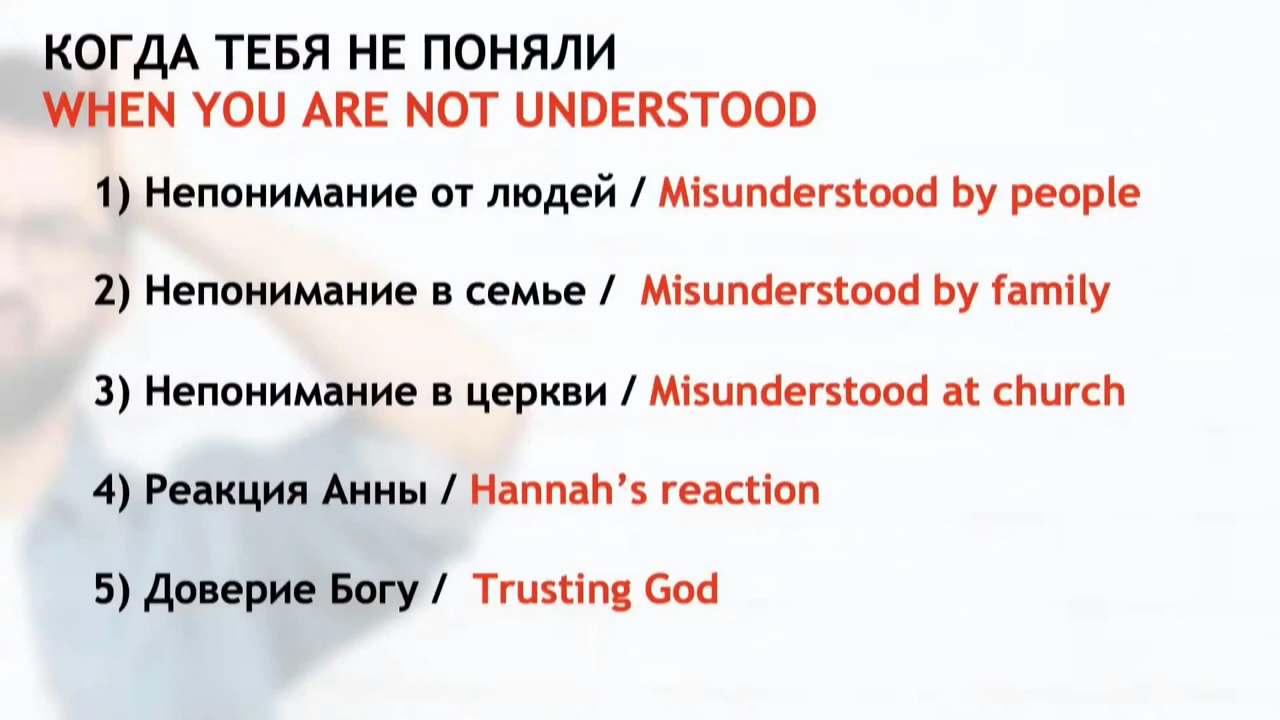 КОГДА ТЕБЯ НЕ ПОНЯЛИ
WHEN YOU ARE NOT UNDERSTOOD
1) Непонимание от людей / Misunderstood by people
2) Непонимание в семье / Misunderstood by family
3) Непонимание в церкви / Misunderstood at church
4) Реакция Анны / Hannah’s reaction
5) Доверие Богу / Trusting God